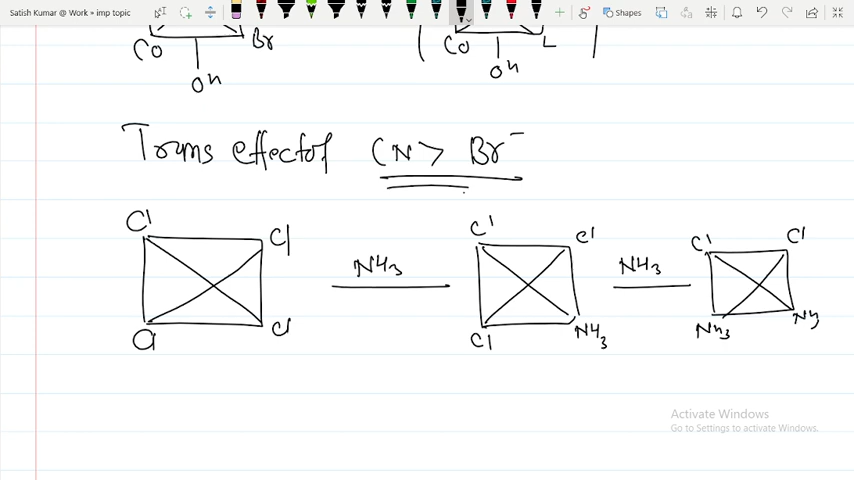 Satish Kumar @ Work » imp topic
Shapes
Co Br
OH
Co L
OH
Trans effect of CN > Br⁻
Cl Cl
Cl Cl
NH₃
Cl Cl
Cl NH₃
NH₃
Cl Cl
NH₃ NH₃
Activate Windows
Go to Settings to activate Windows.